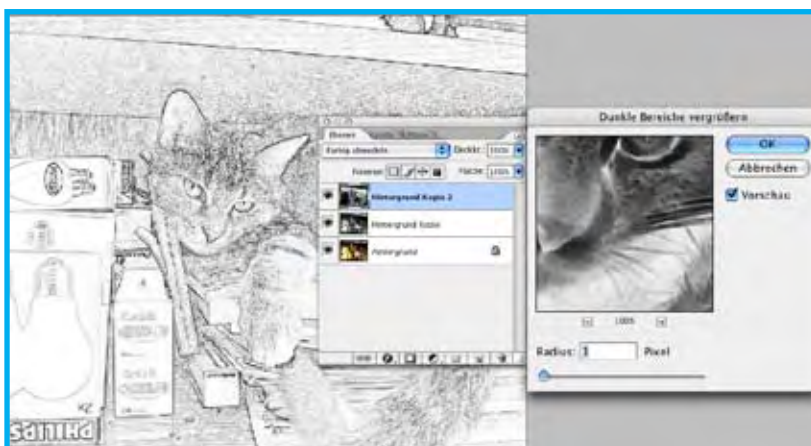 Ebenen
Farbig abwedeln
Deckkr.: 100%
Fixieren:
Fläche: 100%
Hintergrund Kopie 2
Hintergrund Kopie
Hintergrund
Dunkle Bereiche vergrößern
OK
Abbrechen
Vorschau
100%
Radius: 1 Pixel
PHILIPS